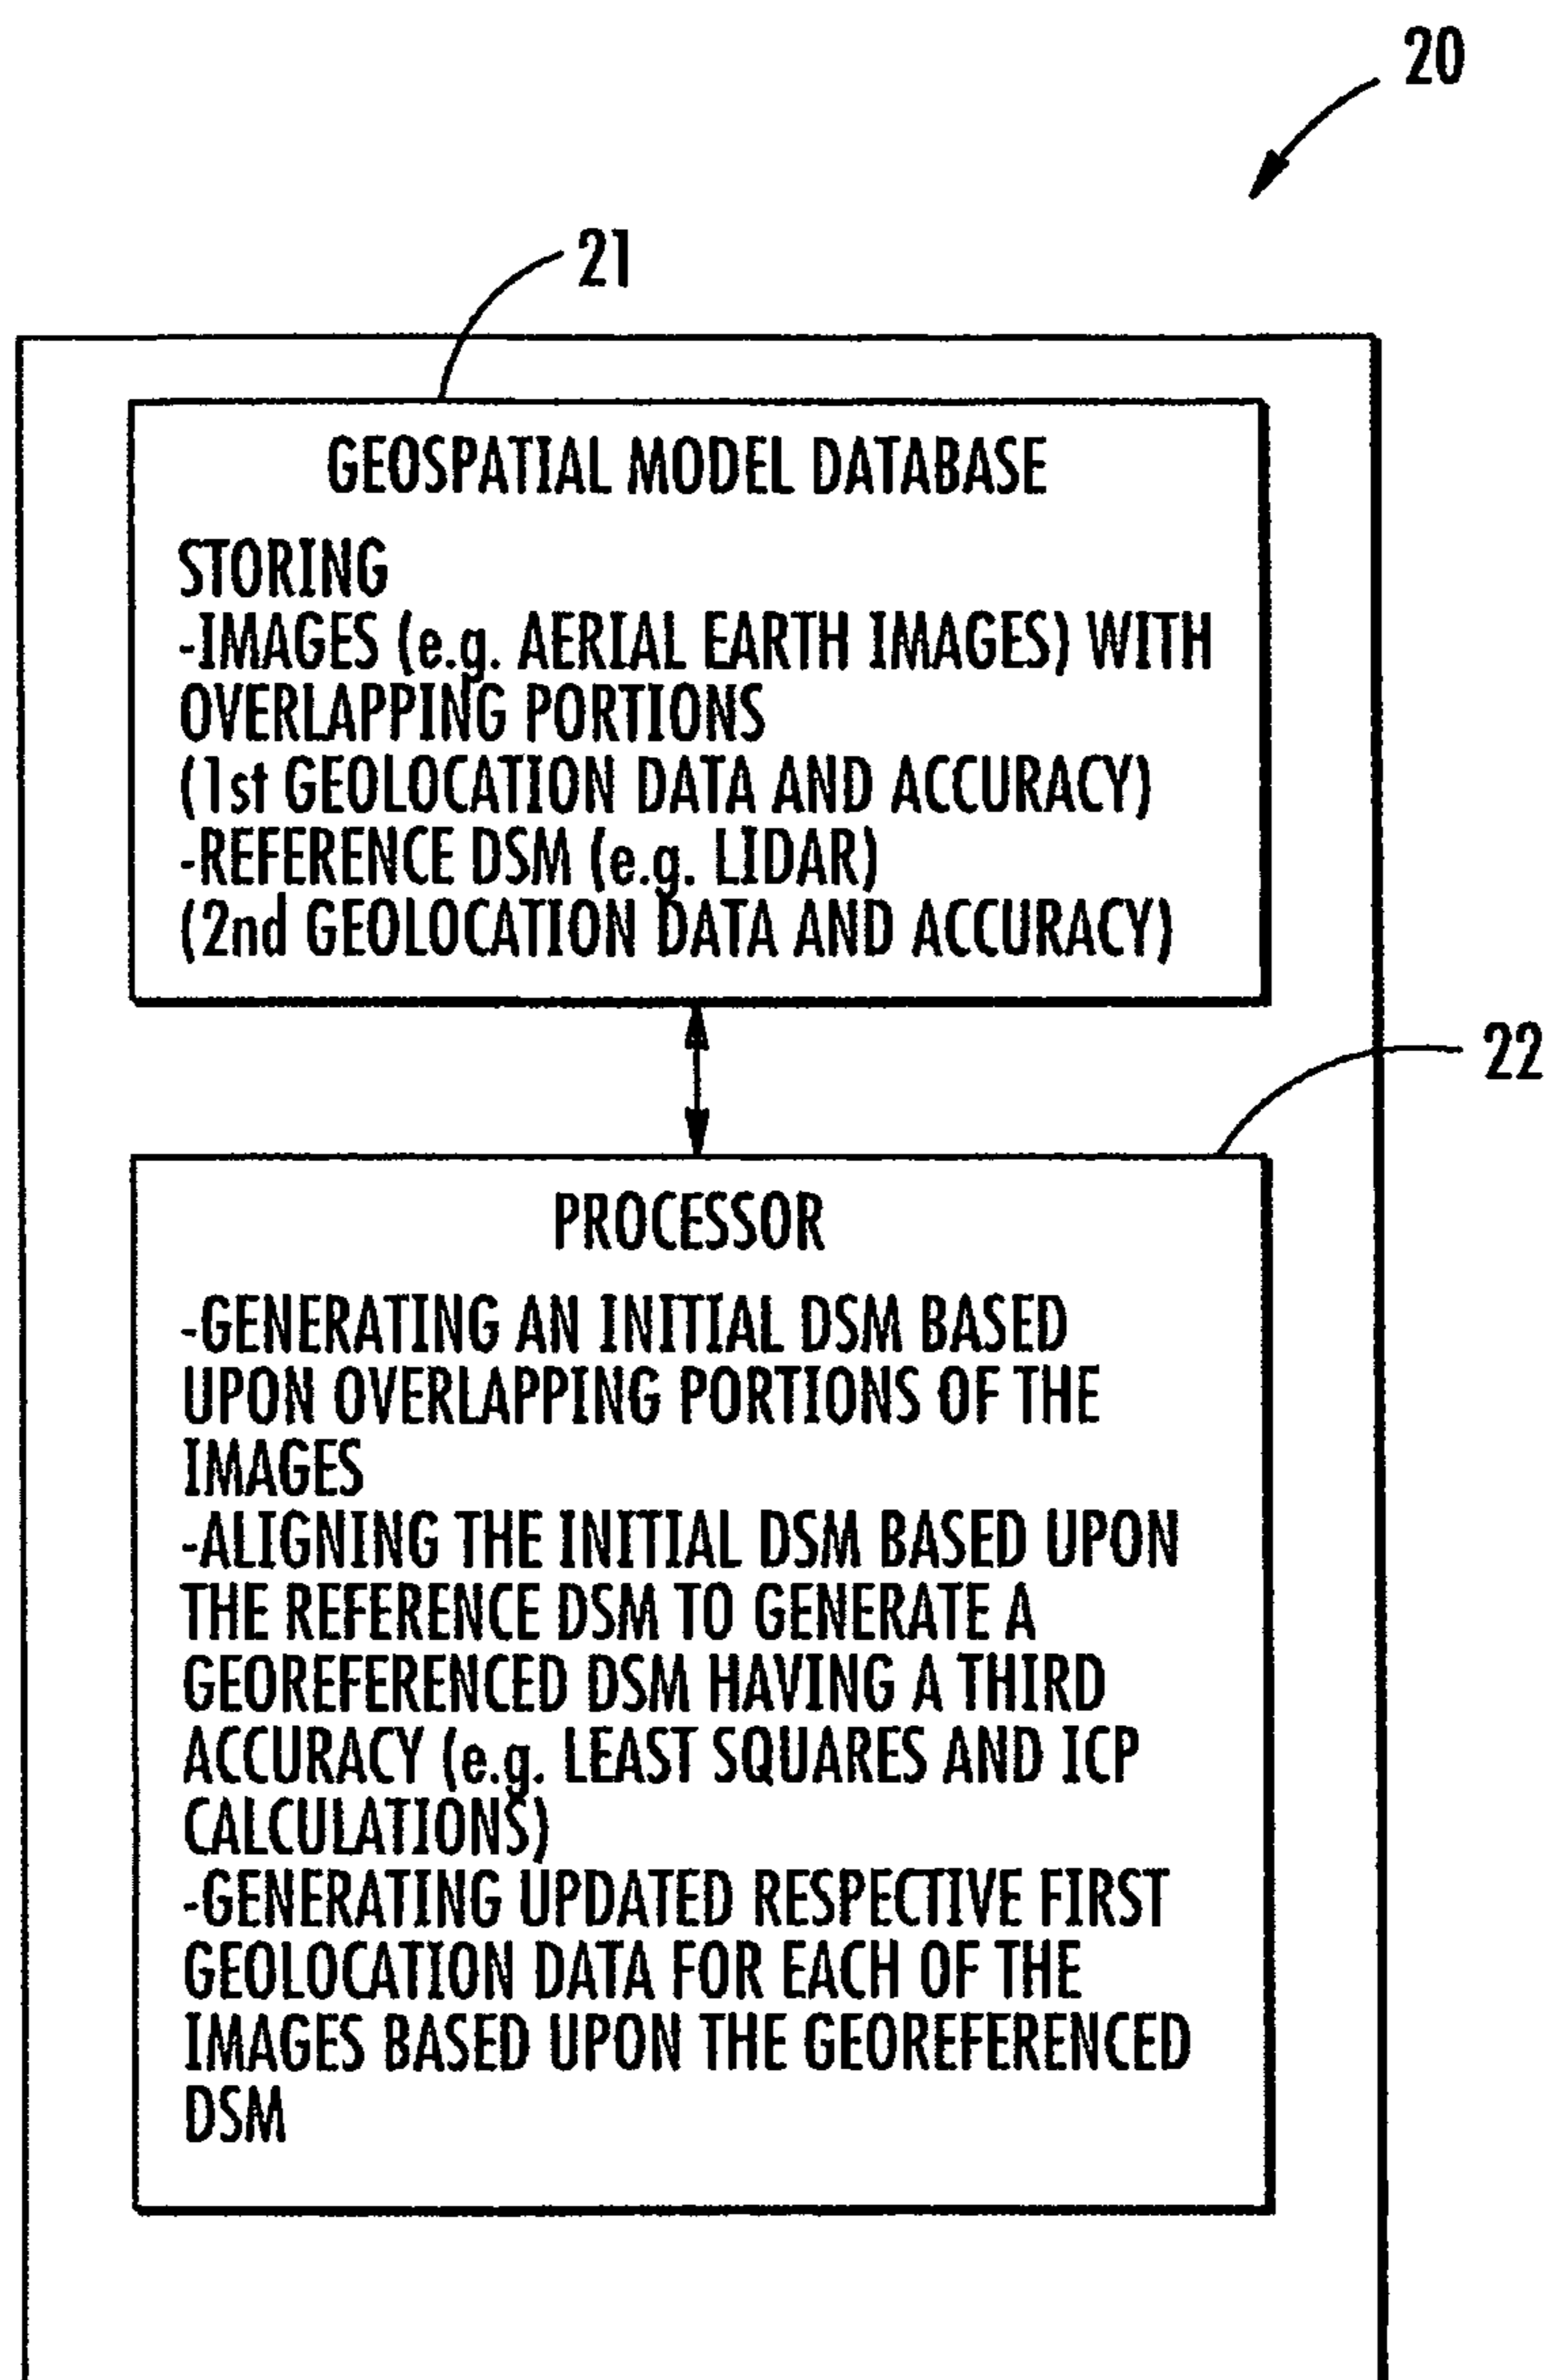 20
21
GEOSPATIAL MODEL DATABASE
STORING
-IMAGES (e.g. AERIAL EARTH IMAGES) WITH
OVERLAPPING PORTIONS
(1st GEOLOCATION DATA AND ACCURACY)
-REFERENCE DSM (e.g. LIDAR)
(2nd GEOLOCATION DATA AND ACCURACY)
22
PROCESSOR
-GENERATING AN INITIAL DSM BASED
UPON OVERLAPPING PORTIONS OF THE
IMAGES
-ALIGNING THE INITIAL DSM BASED UPON
THE REFERENCE DSM TO GENERATE A
GEOREFERENCED DSM HAVING A THIRD
ACCURACY (e.g. LEAST SQUARES AND ICP
CALCULATIONS)
-GENERATING UPDATED RESPECTIVE FIRST
GEOLOCATION DATA FOR EACH OF THE
IMAGES BASED UPON THE GEOREFERENCED
DSM